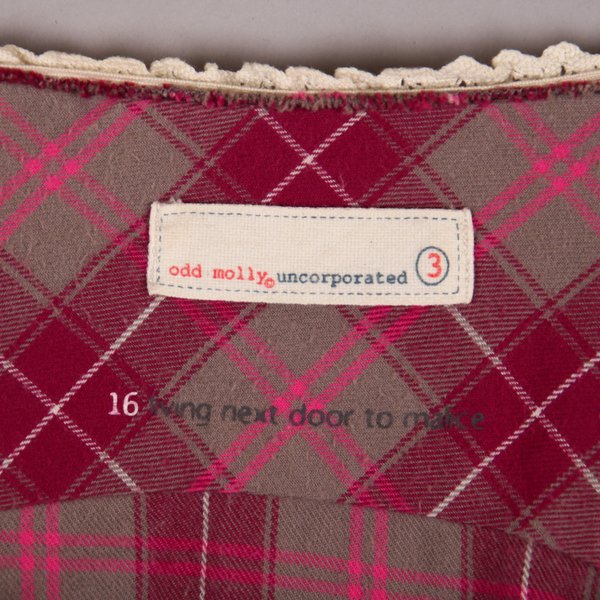 odd molly© uncorporated 3
16 living next door to malice